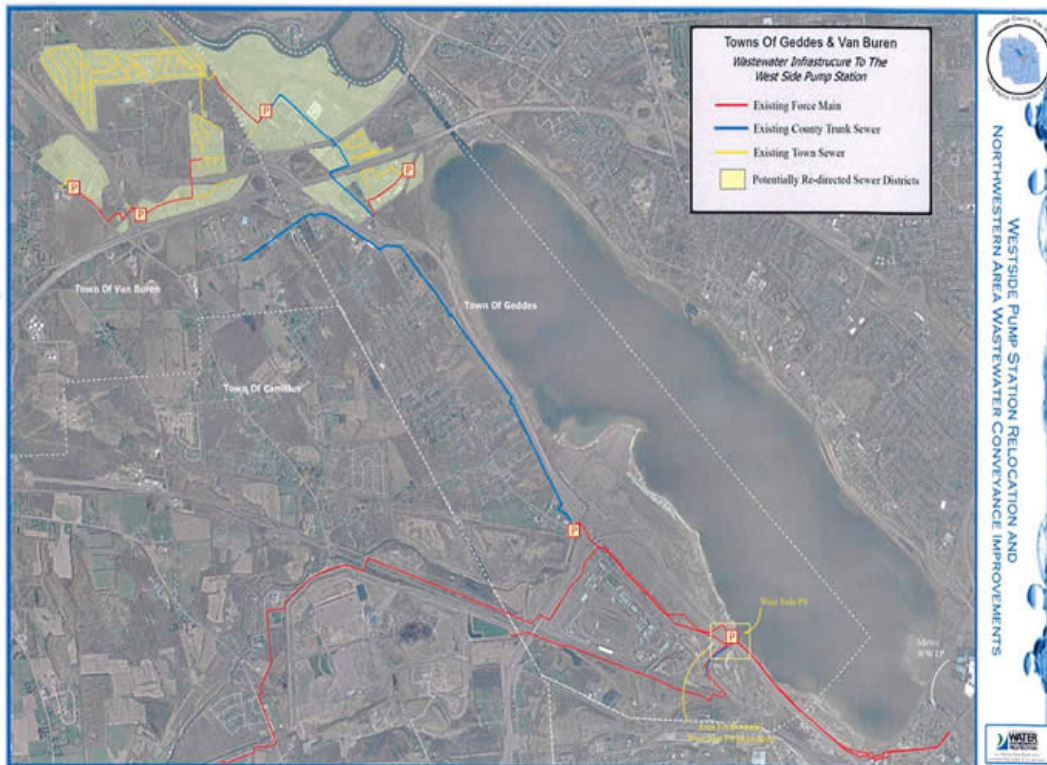 Towns Of Geddes & Van Buren
Wastewater Infrastrucure To The
West Side Pump Station
Existing Force Main
Existing County Trunk Sewer
Existing Town Sewer
Potentially Re-directed Sewer Districts
P
P
P
P
Town Of Van Buren
Town Of Geddes
Town Of Camillus
P
P
West Side PS
Metro
WWTP
WESTSIDE PUMP STATION RELOCATION AND
NORTHWESTERN AREA WASTEWATER CONVEYANCE IMPROVEMENTS
WATER